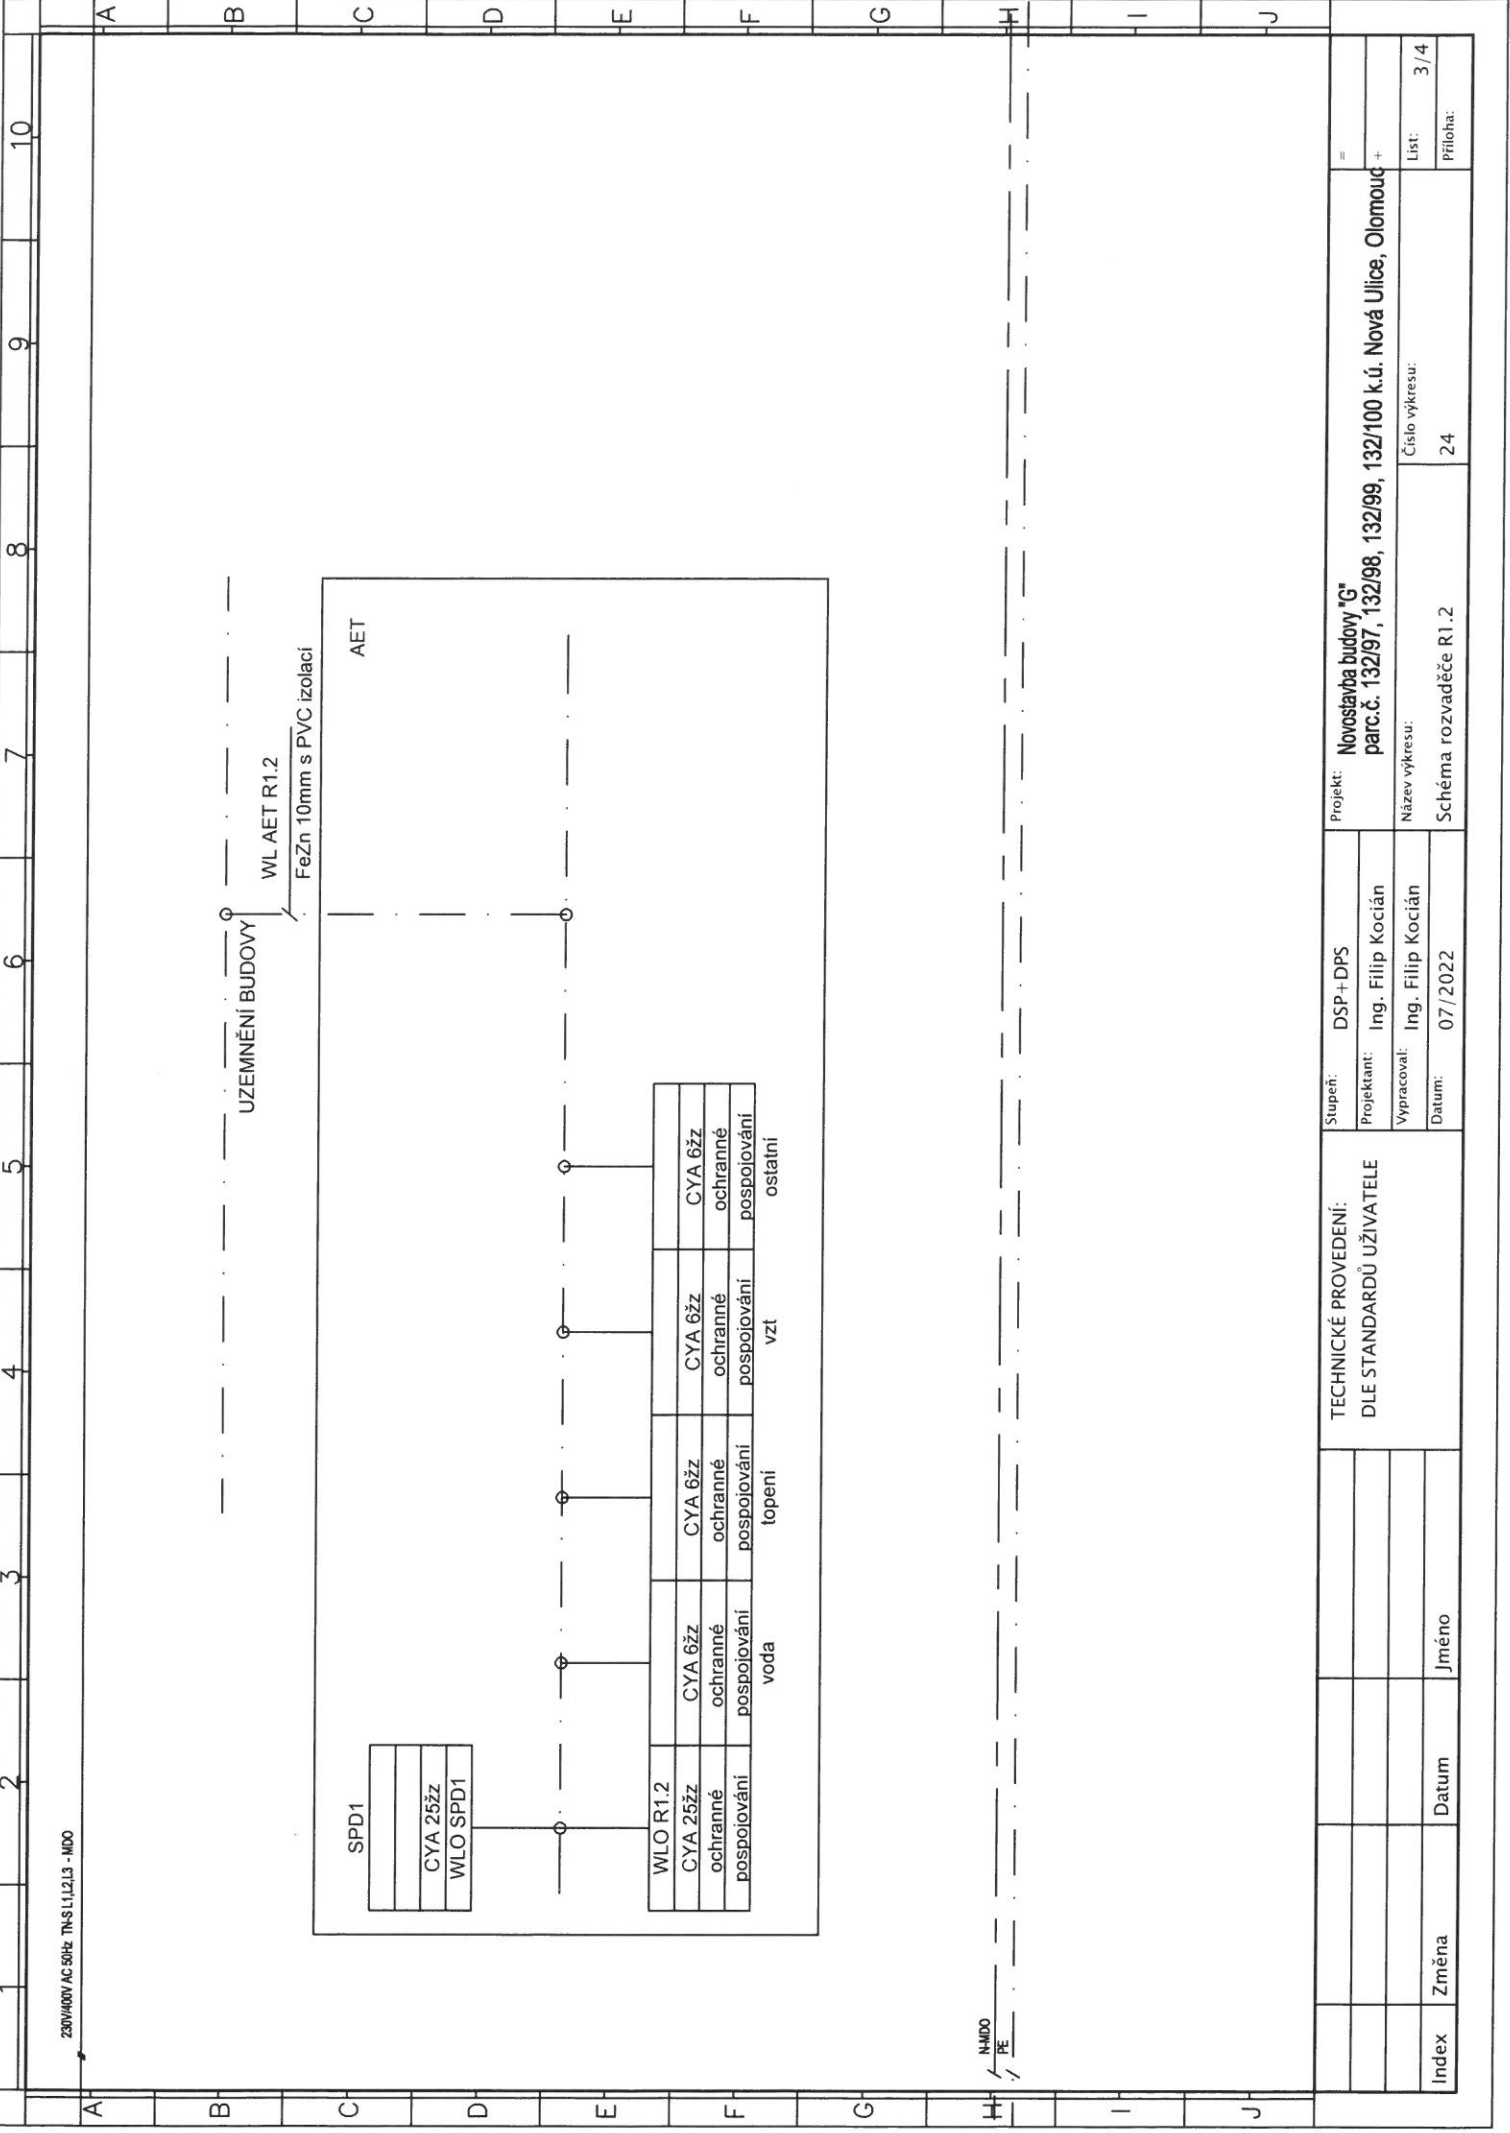 1 2 3 4 5 6 7 8 9 10
A A
B B
C C
D D
E E
F F
G G
H H
I I
J J
230V/400V AC 50Hz TN-S L1,L2,L3 - MDO
UZEMNĚNÍ BUDOVY
WL AET R1.2
FeZn 10mm s PVC izolací
AET
SPD1
CYA 25žz
WLO SPD1
WLO R1.2
CYA 25žz
ochranné
pospojování
CYA 6žz
ochranné
pospojování
voda
CYA 6žz
ochranné
pospojování
topení
CYA 6žz
ochranné
pospojování
vzt
CYA 6žz
ochranné
pospojování
ostatní
N-MDO
PE
Index Změna Datum Jméno
TECHNICKÉ PROVEDENÍ:
DLE STANDARDŮ UŽIVATELE
Stupeň: DSP+DPS
Projektant: Ing. Filip Kocián
Vypracoval: Ing. Filip Kocián
Datum: 07/2022
Projekt: Novostavba budovy "G"
parc.č. 132/97, 132/98, 132/99, 132/100 k.ú. Nová Ulice, Olomouc
Název výkresu:
Schéma rozvaděče R1.2
Číslo výkresu:
24
=
+
List: 3/4
Příloha: